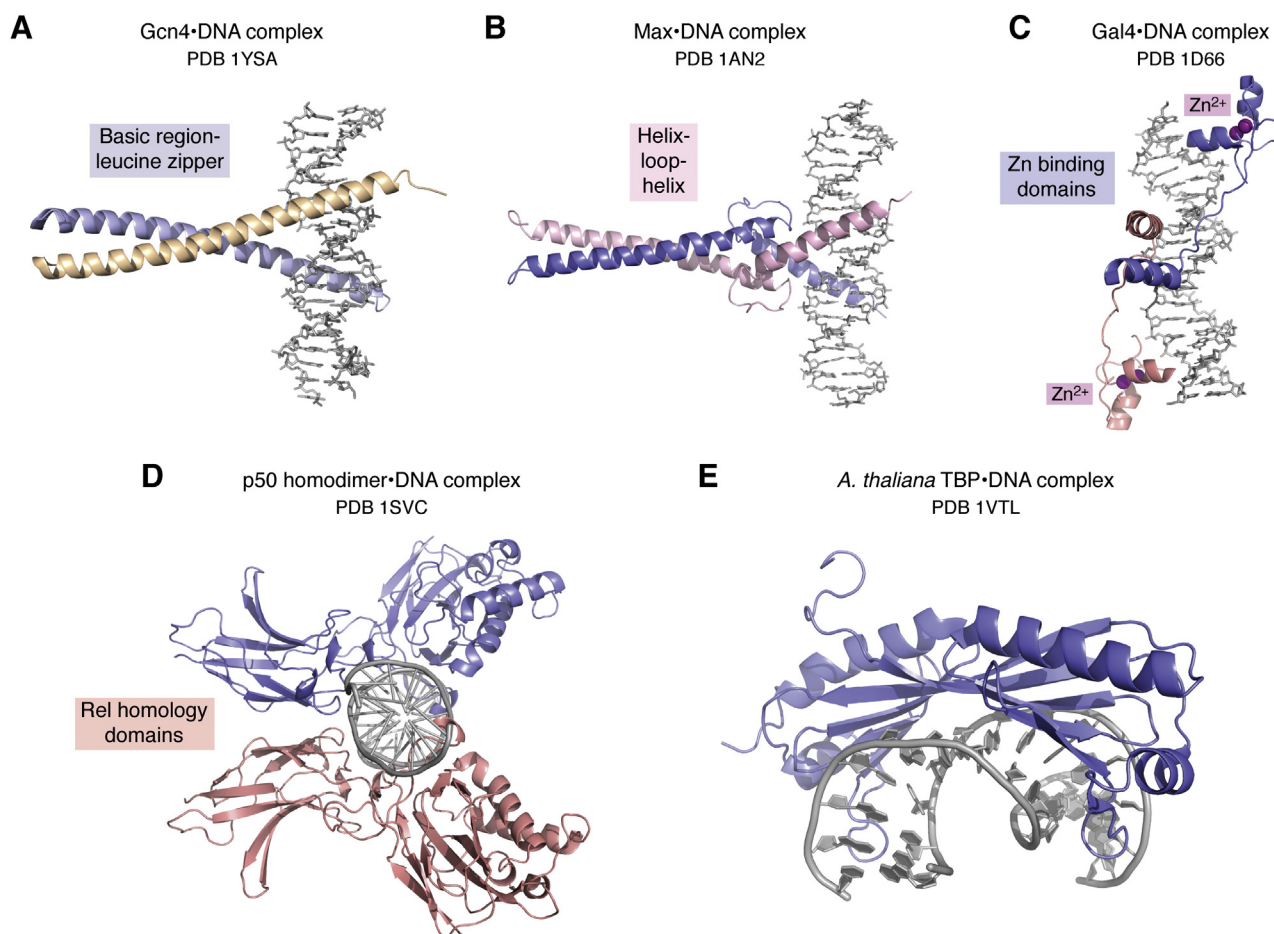 A
Gcn4•DNA complex
PDB 1YSA
Basic region-
leucine zipper
B
Max•DNA complex
PDB 1AN2
Helix-
loop-
helix
C
Gal4•DNA complex
PDB 1D66
Zn²⁺
Zn binding
domains
Zn²⁺
D
p50 homodimer•DNA complex
PDB 1SVC
Rel homology
domains
E
A. thaliana TBP•DNA complex
PDB 1VTL